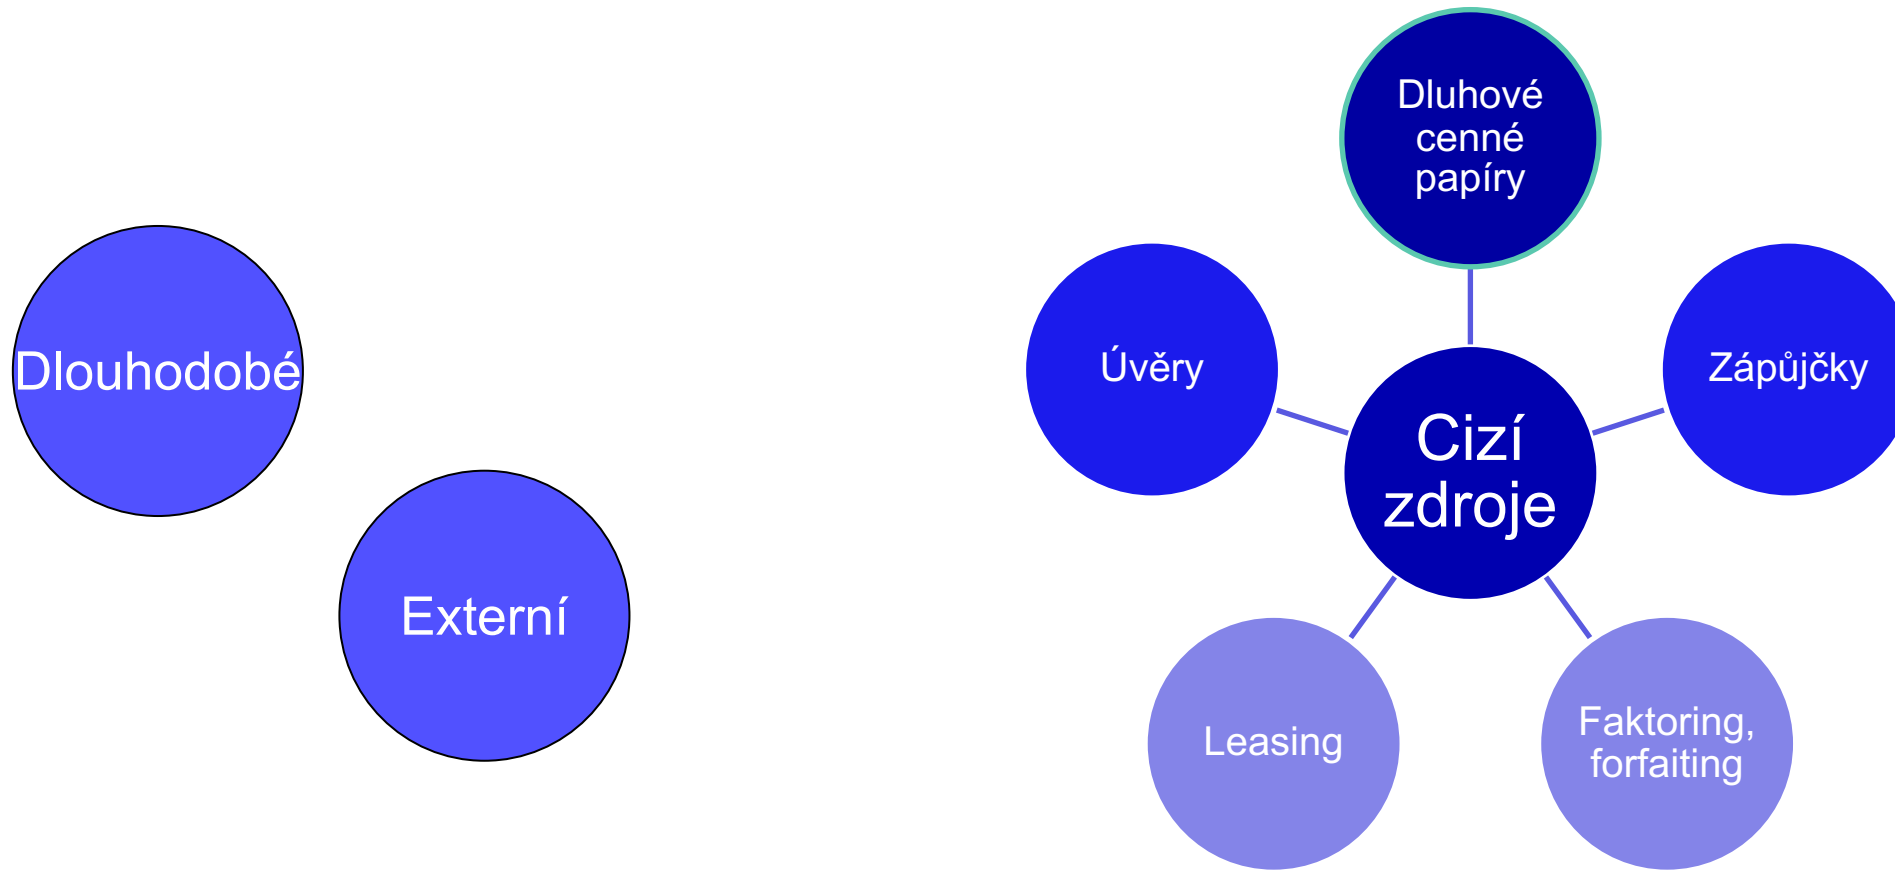 Dlouhodobé
Externí
Dluhové
cenné
papíry
Úvěry
Zápůjčky
Cizí
zdroje
Leasing
Faktoring,
forfaiting